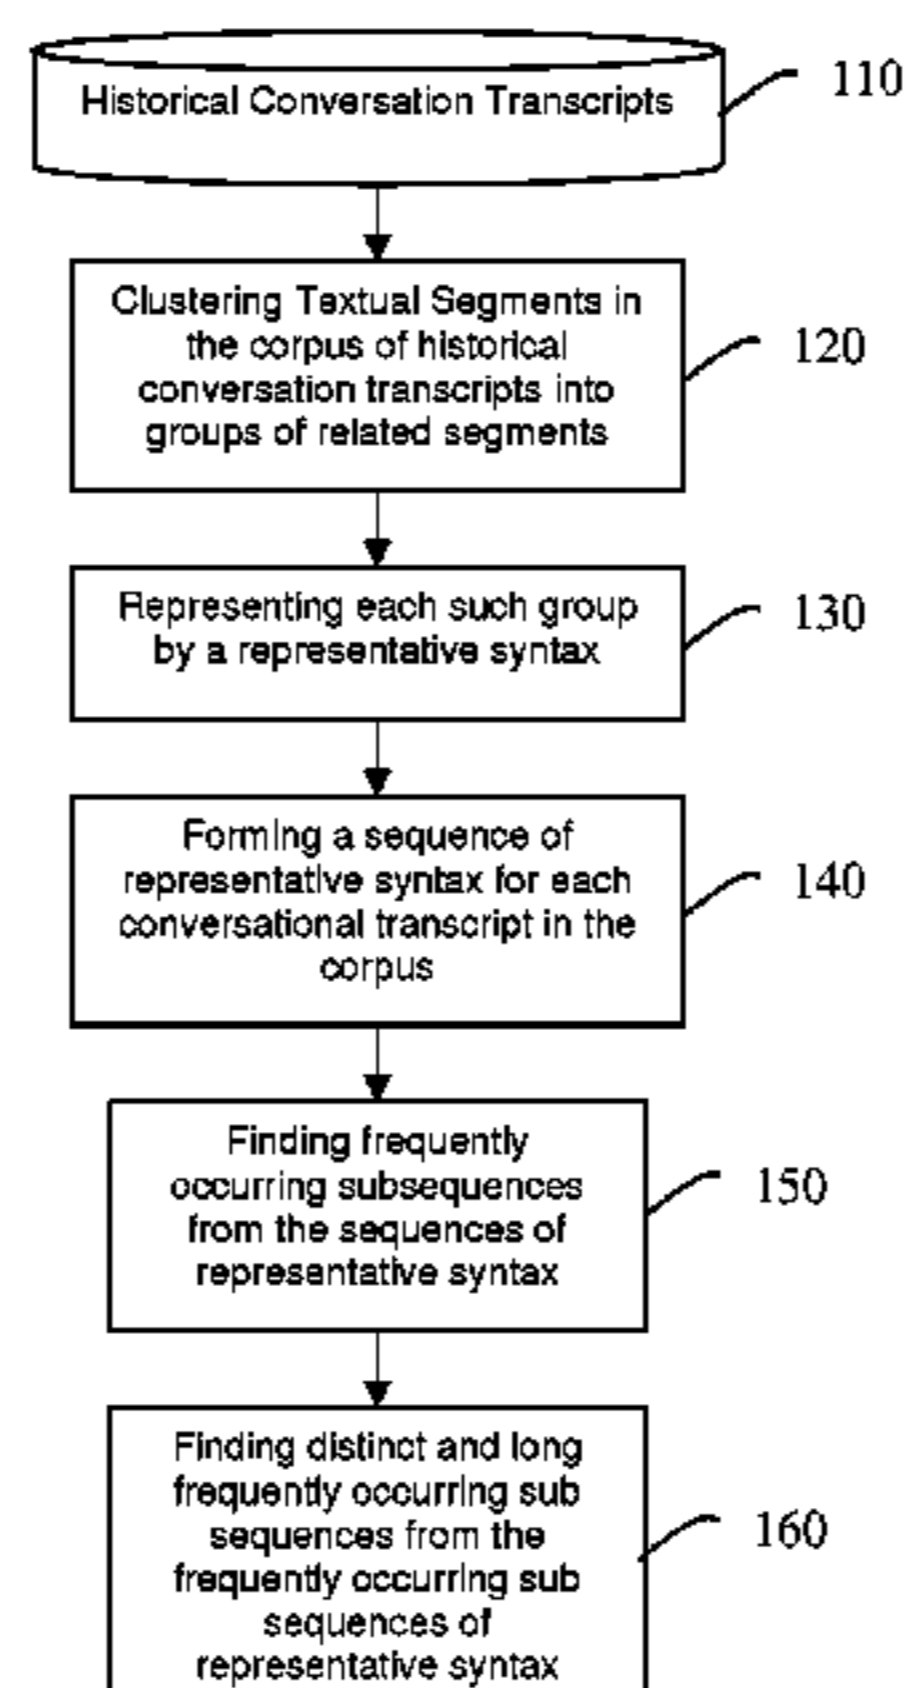 Historical Conversation Transcripts
110
Clustering Textual Segments in
the corpus of historical
conversation transcripts into
groups of related segments
120
Representing each such group
by a representative syntax
130
Forming a sequence of
representative syntax for each
conversational transcript in the
corpus
140
Finding frequently
occurring subsequences
from the sequences of
representative syntax
150
Finding distinct and long
frequently occurring sub
sequences from the
frequently occurring sub
sequences of
representative syntax
160